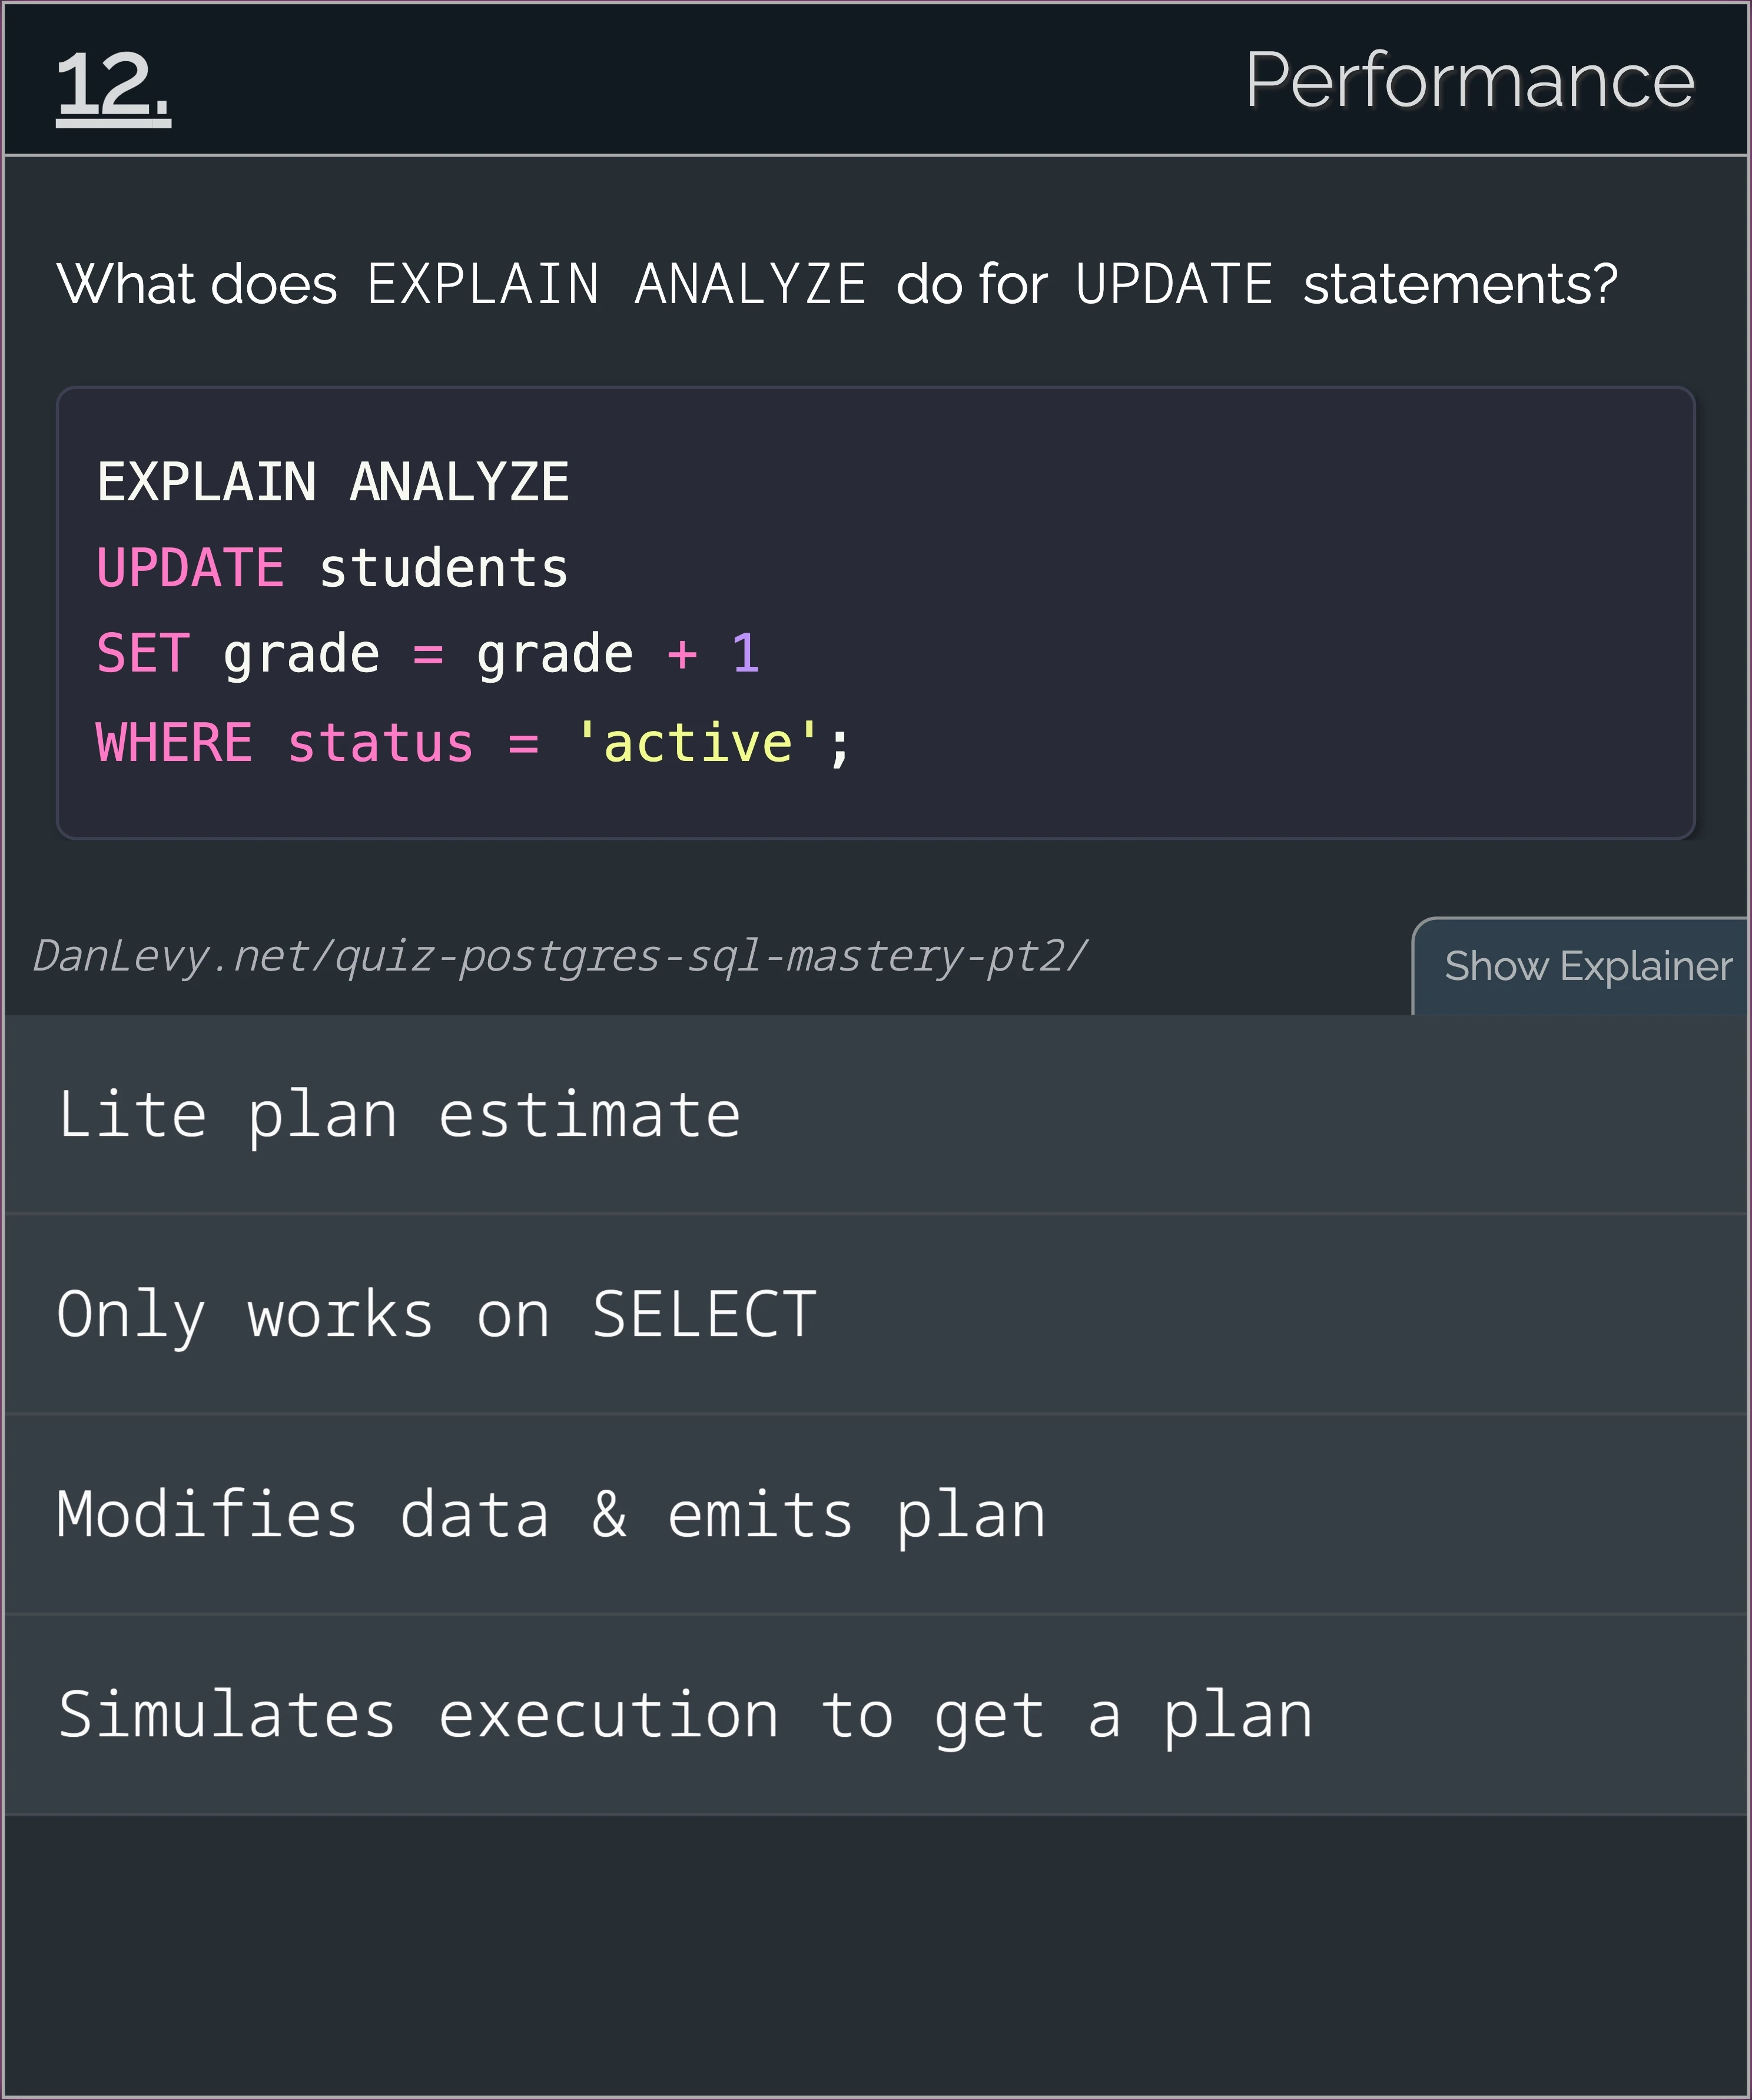 12.
Performance
What does EXPLAIN ANALYZE do for UPDATE statements?
EXPLAIN ANALYZE
UPDATE students
SET grade = grade + 1
WHERE status = 'active';
DanLevy.net/quiz-postgres-sql-mastery-pt2/
Show Explainer
Lite plan estimate
Only works on SELECT
Modifies data & emits plan
Simulates execution to get a plan